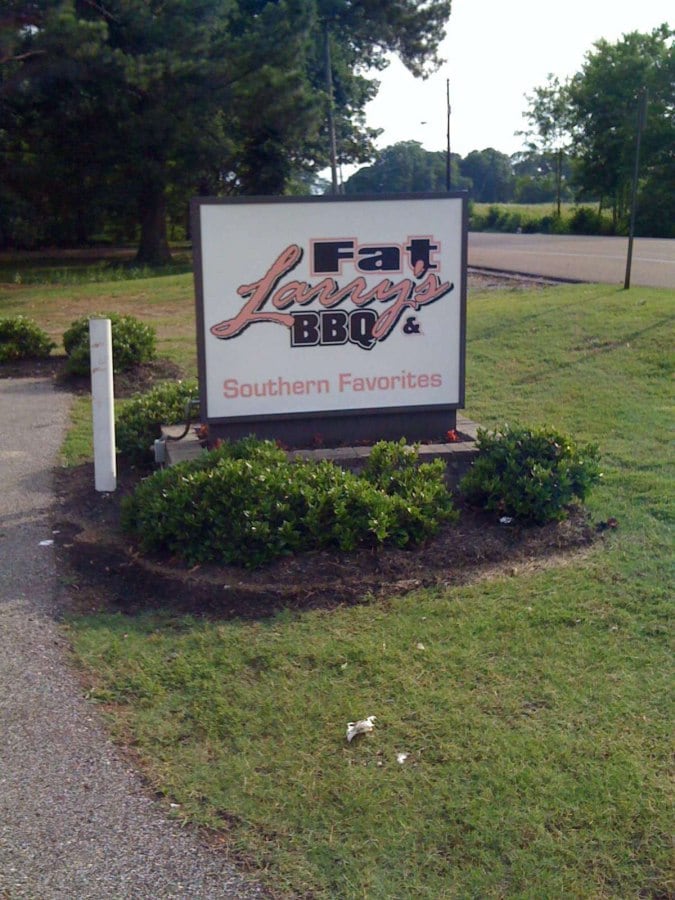 Fat
Larry's
BBQ &
Southern Favorites